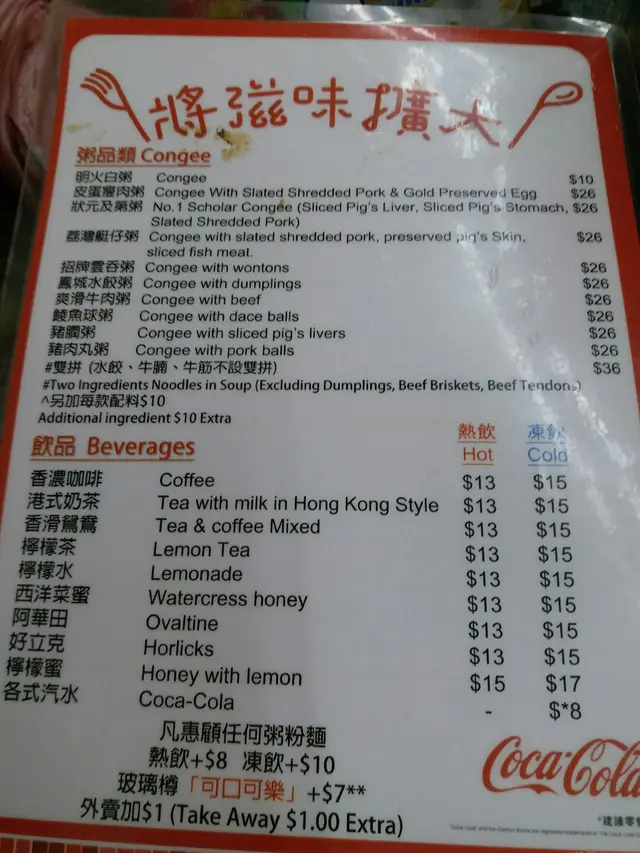 將滋味擴大
粥品類 Congee
明火白粥 Congee $10
皮蛋瘦肉粥 Congee With Slated Shredded Pork & Gold Preserved Egg $26
狀元及第粥 No.1 Scholar Congee (Sliced Pig's Liver, Sliced Pig's Stomach, $26
Slated Shredded Pork)
荔灣艇仔粥 Congee with slated shredded pork, preserved pig's Skin, $26
sliced fish meat.
招牌雲吞粥 Congee with wontons $26
鳳城水餃粥 Congee with dumplings $26
爽滑牛肉粥 Congee with beef $26
鯪魚球粥 Congee with dace balls $26
豬膶粥 Congee with sliced pig's livers $26
豬肉丸粥 Congee with pork balls $26
#雙拼 (水餃、牛腩、牛筋不設雙拼) $36
#Two Ingredients Noodles in Soup (Excluding Dumplings, Beef Briskets, Beef Tendons)
^另加每款配料$10
Additional ingredient $10 Extra
飲品 Beverages 熱飲 凍飲
Hot Cold
香濃咖啡 Coffee $13 $15
港式奶茶 Tea with milk in Hong Kong Style $13 $15
香滑鴛鴦 Tea & coffee Mixed $13 $15
檸檬茶 Lemon Tea $13 $15
檸檬水 Lemonade $13 $15
西洋菜蜜 Watercress honey $13 $15
阿華田 Ovaltine $13 $15
好立克 Horlicks $13 $15
檸檬蜜 Honey with lemon $15 $17
各式汽水 Coca-Cola - $*8
凡惠顧任何粥粉麵
熱飲+$8 凍飲+$10
玻璃樽「可口可樂」+$7**
外賣加$1 (Take Away $1.00 Extra)
Coca-Cola
*建議零售